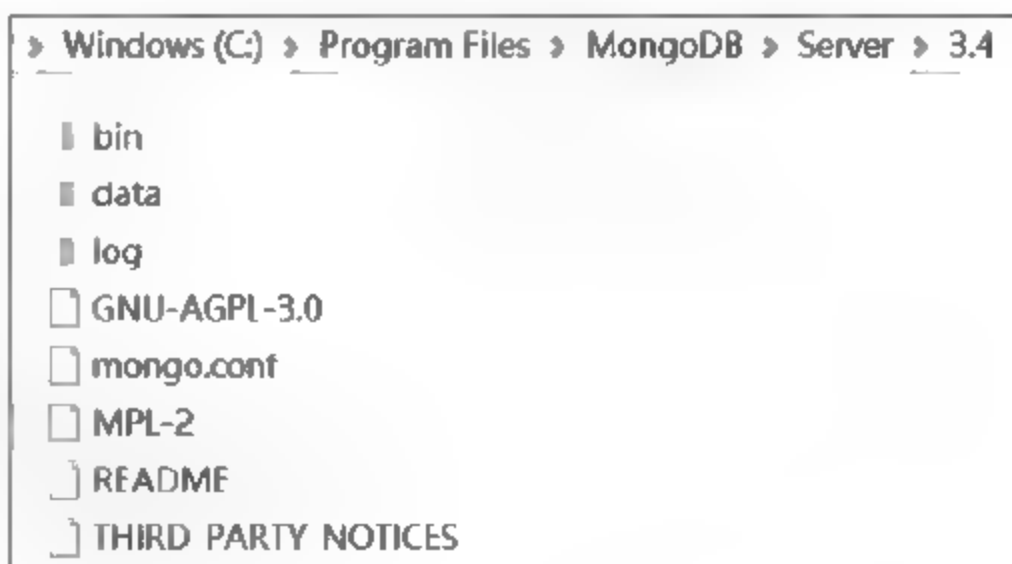 Windows (C:) > Program Files > MongoDB > Server > 3.4
bin
data
log
GNU-AGPL-3.0
mongo.conf
MPL-2
README
THIRD PARTY NOTICES